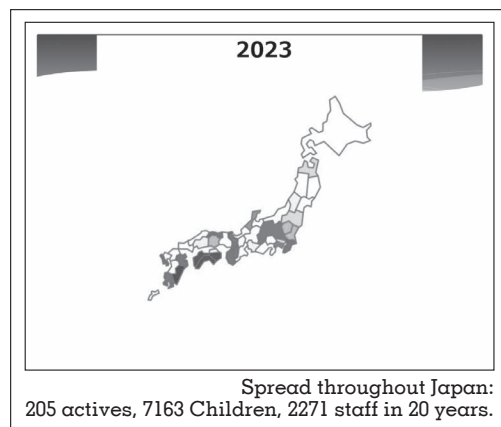 2023
Spread throughout Japan:
205 actives, 7163 Children, 2271 staff in 20 years.